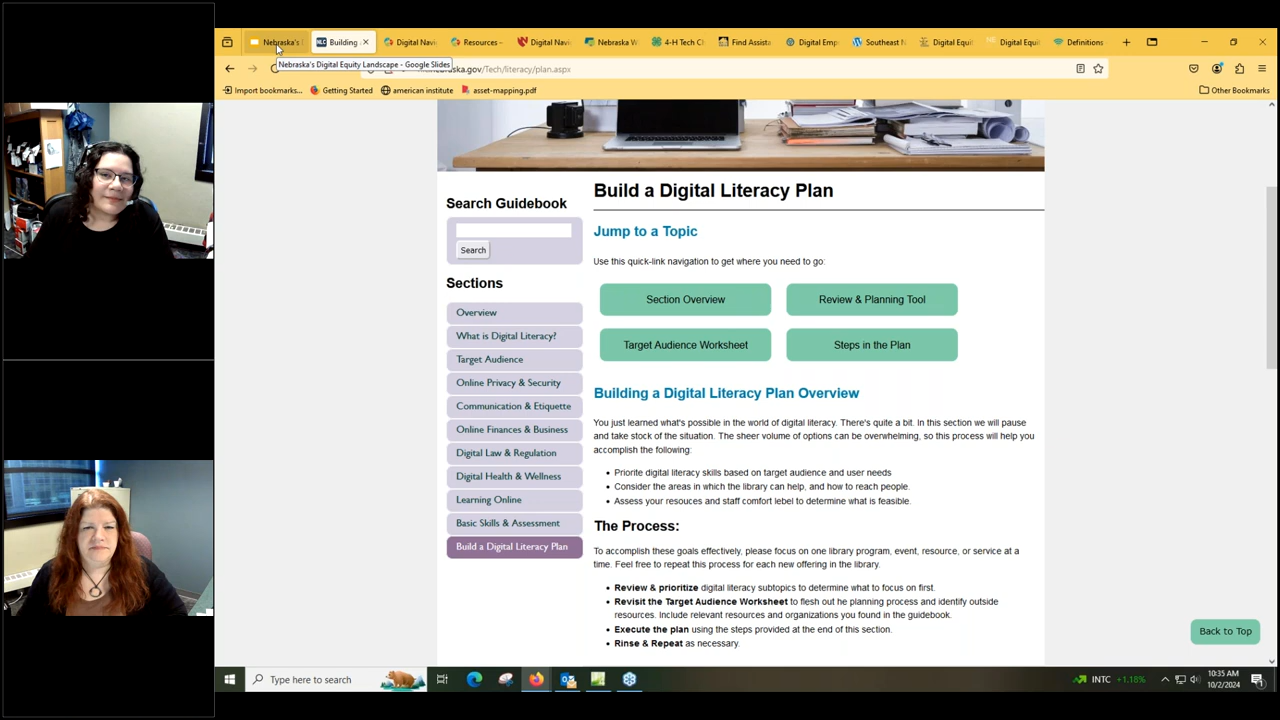 Nebraska's
Building
Digital Navi
Resources –
Digital Navi
Nebraska W
4-H Tech C
Find Assista
Digital Emp
Southeast N
Digital Equit
Digital Equit
Definitions
Nebraska's Digital Equity Landscape - Google Slides
nebraska.gov/Tech/literacy/plan.aspx
Import bookmarks...
Getting Started
american institute
asset-mapping.pdf
Other Bookmarks
Build a Digital Literacy Plan
Search Guidebook
Search
Sections
Overview
What is Digital Literacy?
Target Audience
Online Privacy & Security
Communication & Etiquette
Online Finances & Business
Digital Law & Regulation
Digital Health & Wellness
Learning Online
Basic Skills & Assessment
Build a Digital Literacy Plan
Jump to a Topic
Use this quick-link navigation to get where you need to go:
Section Overview
Review & Planning Tool
Target Audience Worksheet
Steps in the Plan
Building a Digital Literacy Plan Overview
You just learned what's possible in the world of digital literacy. There's quite a bit. In this section we will pause
and take stock of the situation. The sheer volume of options can be overwhelming, so this process will help you
accomplish the following:
Priorite digital literacy skills based on target audience and user needs
Consider the areas in which the library can help, and how to reach people.
Assess your resouces and staff comfort lebel to determine what is feasible.
The Process:
To accomplish these goals effectively, please focus on one library program, event, resource, or service at a
time. Feel free to repeat this process for each new offering in the library.
Review & prioritize digital literacy subtopics to determine what to focus on first.
Revisit the Target Audience Worksheet to flesh out he planning process and identify outside
resources. Include relevant resources and organizations you found in the guidebook.
Execute the plan using the steps provided at the end of this section.
Rinse & Repeat as necessary.
Back to Top
Type here to search
INTC +1.18%
10:35 AM
10/2/2024